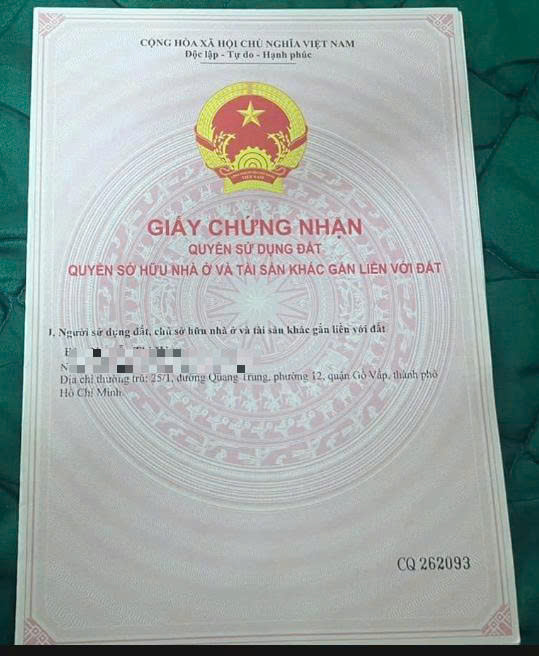 CỘNG HÒA XÃ HỘI CHỦ NGHĨA VIỆT NAM
Độc lập - Tự do - Hạnh phúc
VIỆT NAM
GIẤY CHỨNG NHẬN
QUYỀN SỬ DỤNG ĐẤT
QUYỀN SỞ HỮU NHÀ Ở VÀ TÀI SẢN KHÁC GẮN LIỀN VỚI ĐẤT
I. Người sử dụng đất, chủ sở hữu nhà ở và tài sản khác gắn liền với đất
Địa chỉ thường trú: 25/1, đường Quang Trung, phường 12, quận Gò Vấp, thành phố
Hồ Chí Minh.
CQ 262093